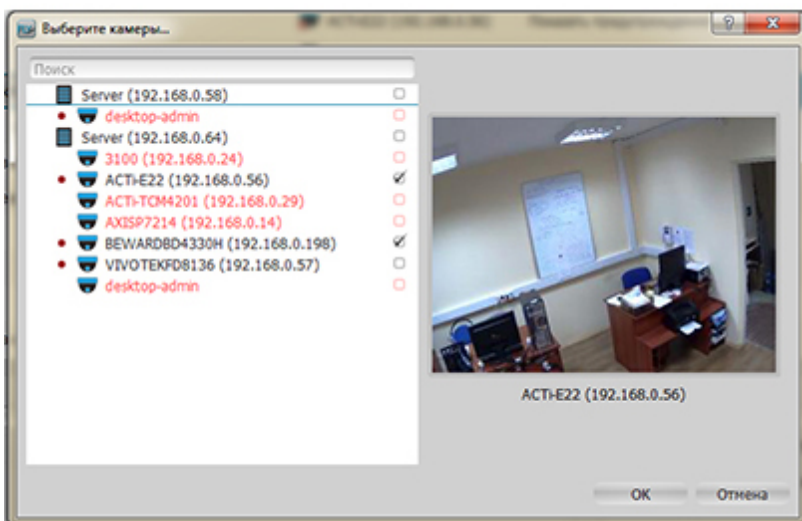 Выберите камеры...
Поиск
Server (192.168.0.58)
desktop-admin
Server (192.168.0.64)
3100 (192.168.0.24)
ACTi-E22 (192.168.0.56)
ACTi-TCM4201 (192.168.0.29)
AXISP7214 (192.168.0.14)
BEWARDBD4330H (192.168.0.198)
VIVOTEKFD8136 (192.168.0.57)
desktop-admin
ACTi-E22 (192.168.0.56)
OK
Отмена